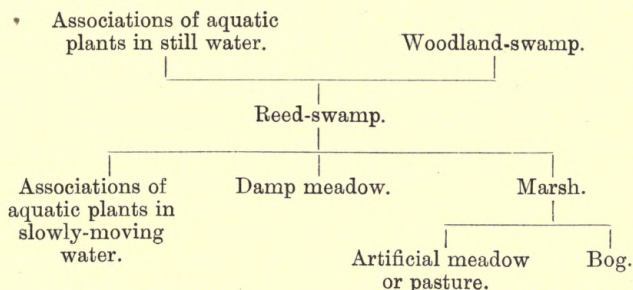 Associations of aquatic
plants in still water.
Woodland-swamp.
Reed-swamp.
Associations of
aquatic plants in
slowly-moving
water.
Damp meadow.
Marsh.
Artificial meadow
or pasture.
Bog.